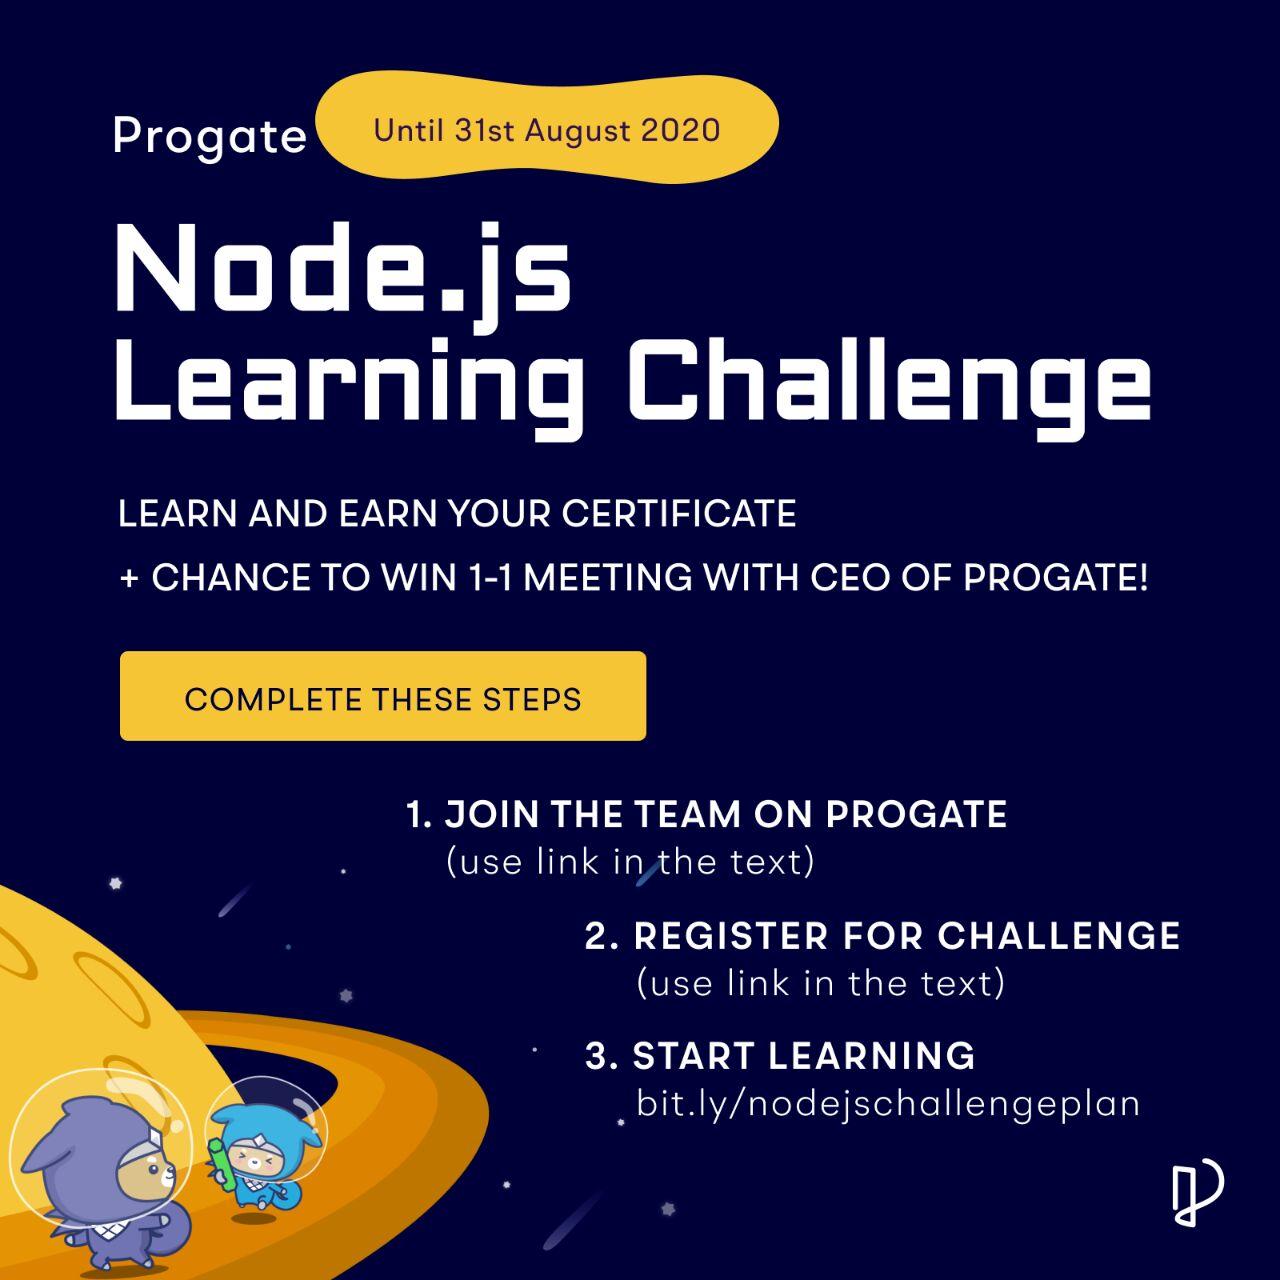 Progate
Until 31st August 2020
Node.js
Learning Challenge
LEARN AND EARN YOUR CERTIFICATE
+ CHANCE TO WIN 1-1 MEETING WITH CEO OF PROGATE!
COMPLETE THESE STEPS
1. JOIN THE TEAM ON PROGATE
(use link in the text)
2. REGISTER FOR CHALLENGE
(use link in the text)
3. START LEARNING
bit.ly/nodejschallengeplan